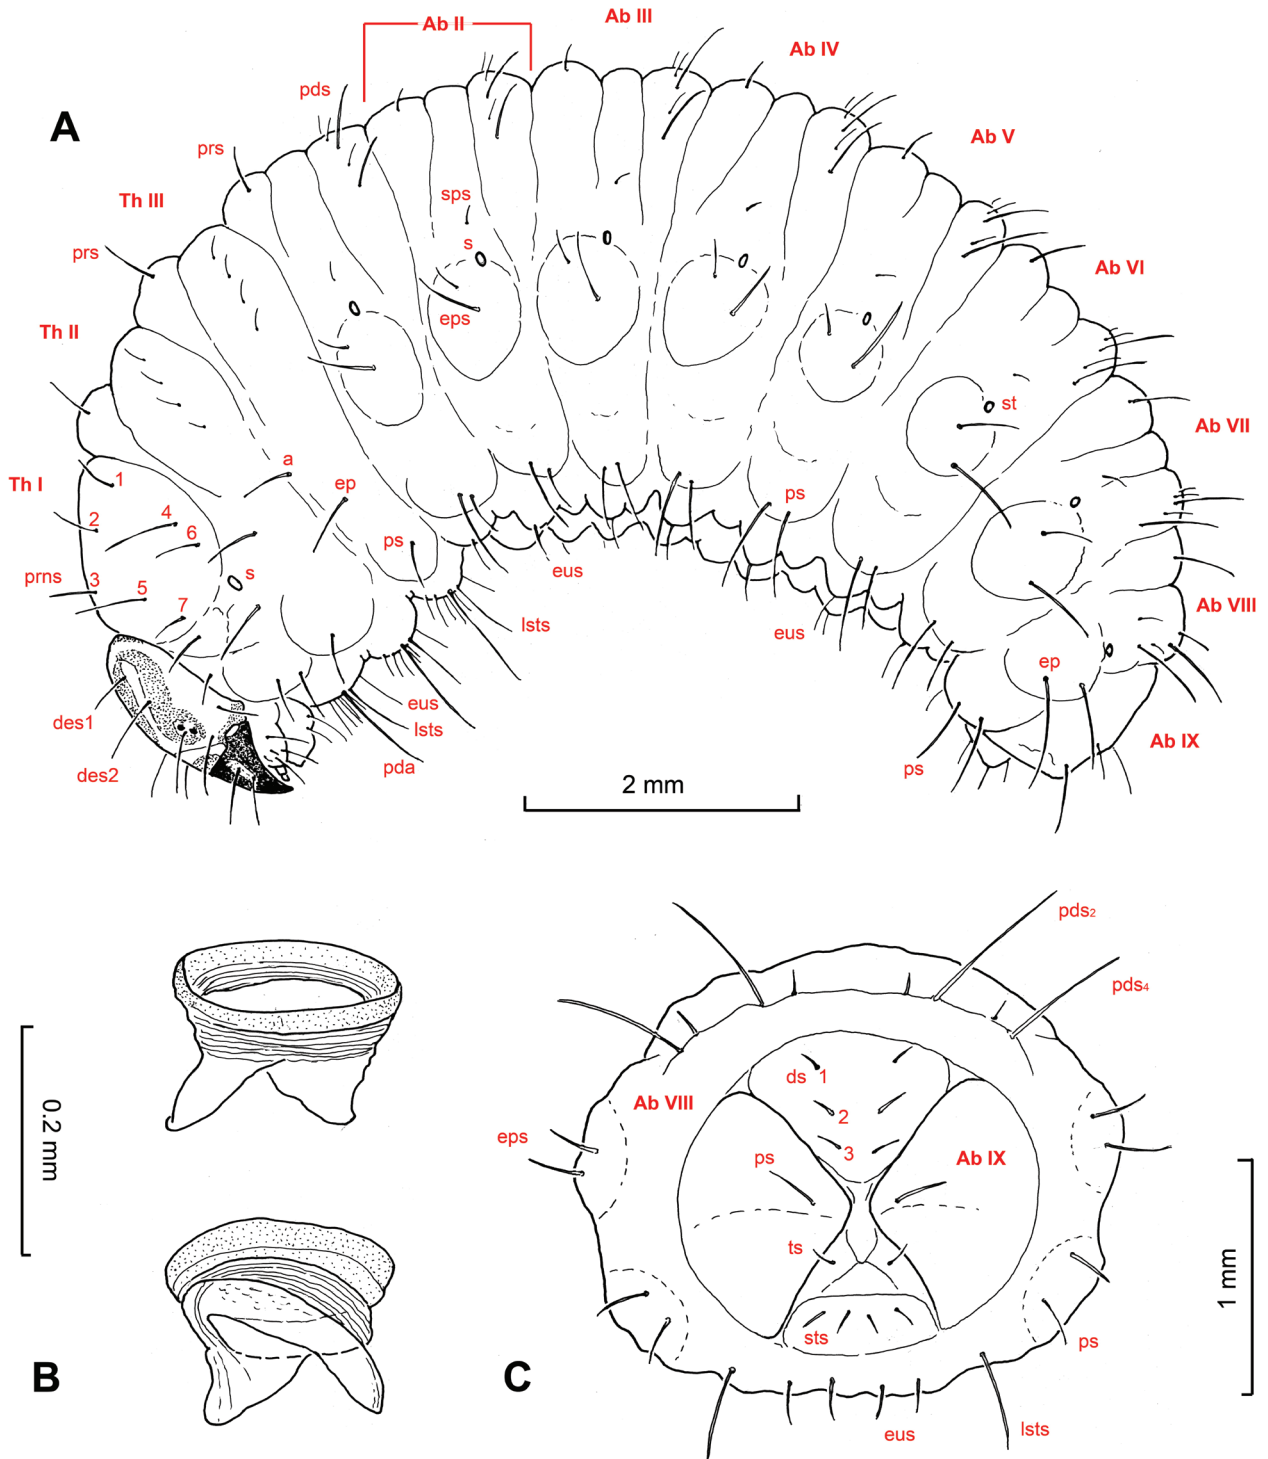 Ab III
Ab II
Ab IV
pds
A
Ab V
prs
sps
Th III
s
prs
Ab VI
eps
Th II
st
Ab VII
a
Th I
1
ep
ps
2
4
6
ps
prns
3
5
s
eus
7
Ab VIII
lsts
eus
ep
des1
eus
lsts
Ab IX
des2
pda
ps
2 mm
pds2
pds4
0.2 mm
ds 1
Ab VIII
2
eps
3
ps
Ab IX
ts
1 mm
sts
ps
B
C
lsts
eus